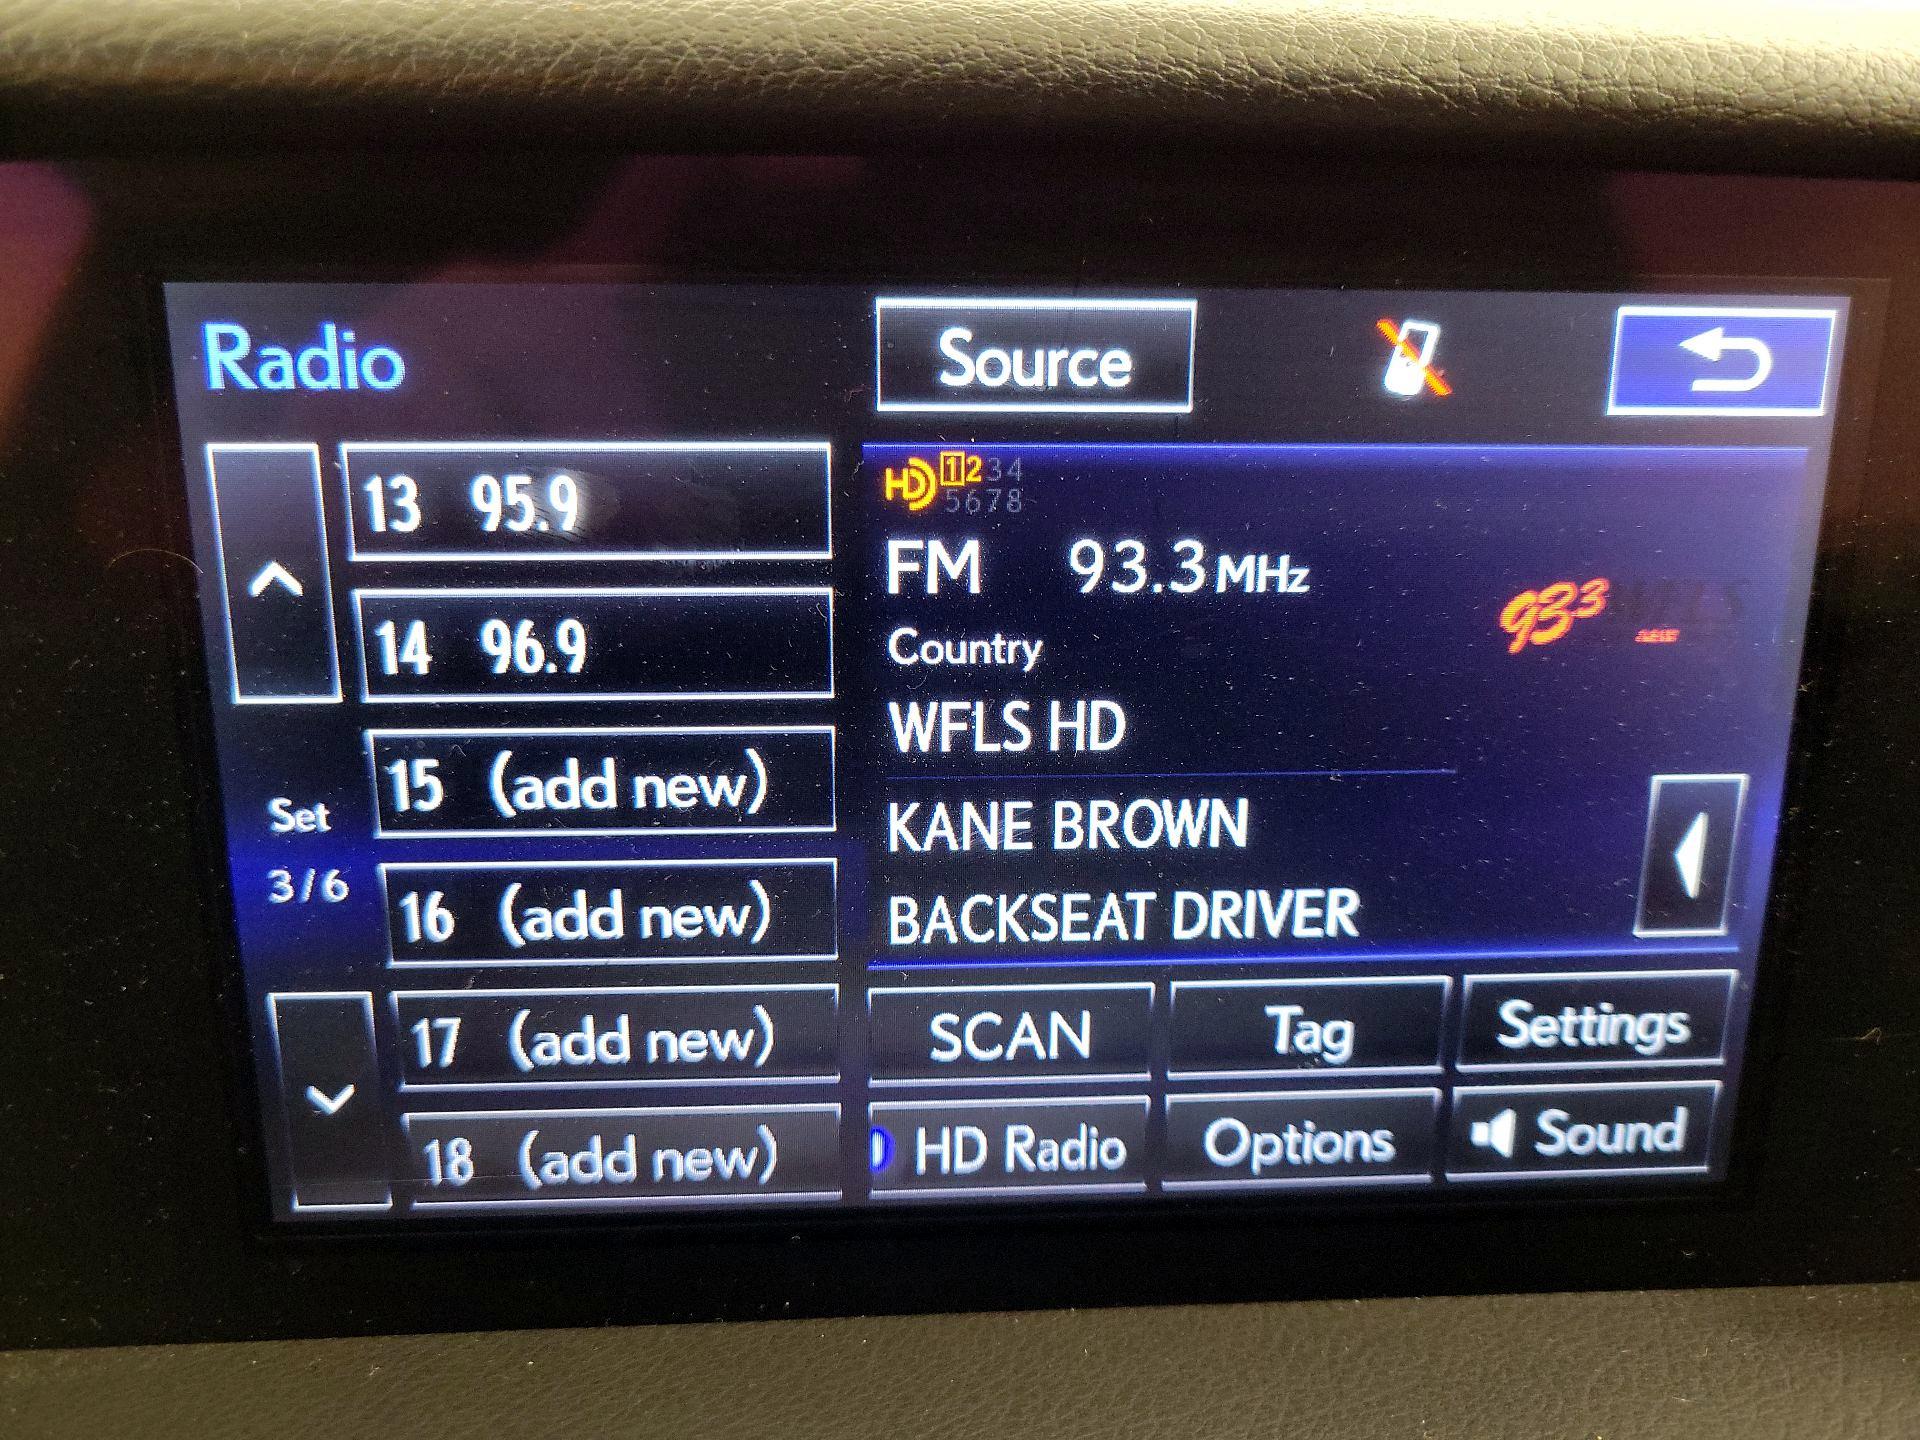 Radio
Source
13 95.9
14 96.9
15 (add new)
16 (add new)
17 (add new)
18 (add new)
Set
3/6
HD 1234
5678
FM 93.3 MHz
Country
WFLS HD
KANE BROWN
BACKSEAT DRIVER
93.3
SCAN
Tag
Settings
HD Radio
Options
Sound